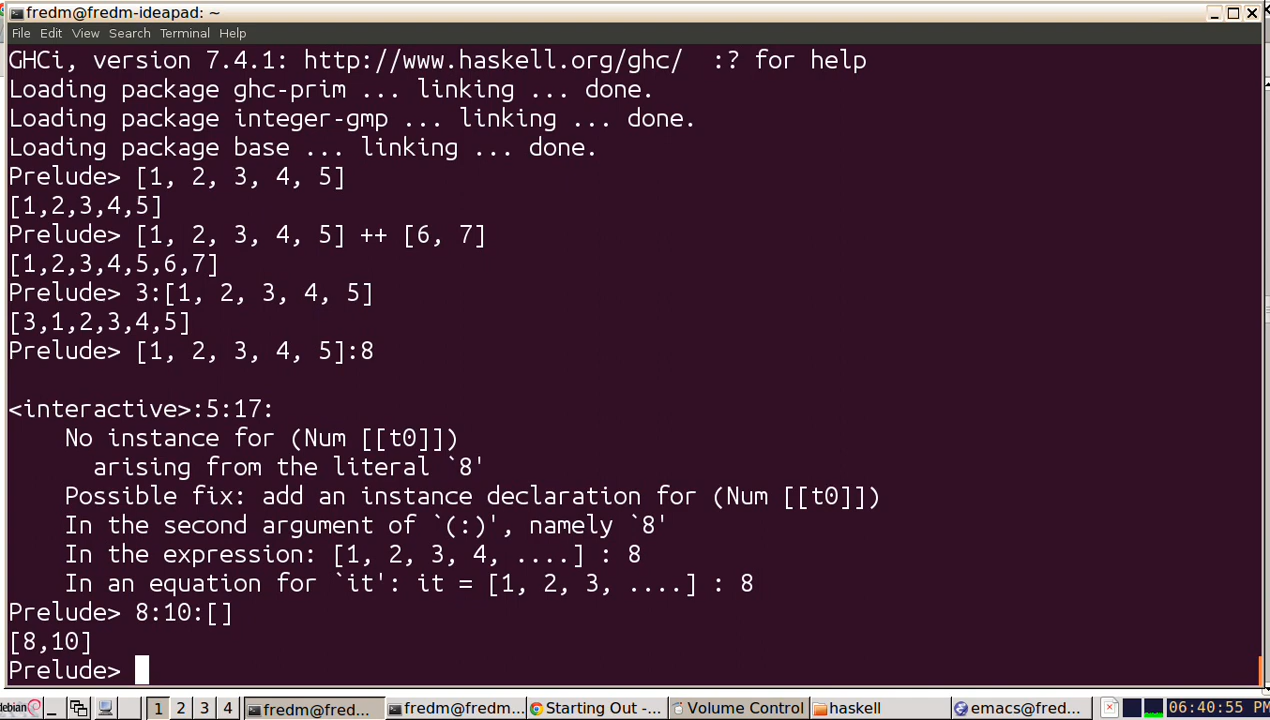 fredm@fredm-ideapad: ~
File Edit View Search Terminal Help
GHCi, version 7.4.1: http://www.haskell.org/ghc/  :? for help
Loading package ghc-prim ... linking ... done.
Loading package integer-gmp ... linking ... done.
Loading package base ... linking ... done.
Prelude> [1, 2, 3, 4, 5]
[1,2,3,4,5]
Prelude> [1, 2, 3, 4, 5] ++ [6, 7]
[1,2,3,4,5,6,7]
Prelude> 3:[1, 2, 3, 4, 5]
[3,1,2,3,4,5]
Prelude> [1, 2, 3, 4, 5]:8
<interactive>:5:17:
    No instance for (Num [[t0]])
      arising from the literal `8'
    Possible fix: add an instance declaration for (Num [[t0]])
    In the second argument of `(:)', namely `8'
    In the expression: [1, 2, 3, 4, ....] : 8
    In an equation for `it': it = [1, 2, 3, ....] : 8
Prelude> 8:10:[]
[8,10]
Prelude>
debian 1 2 3 4 fredm@fred... fredm@fredm... Starting Out -... Volume Control haskell emacs@fred... 06:40:55 PM